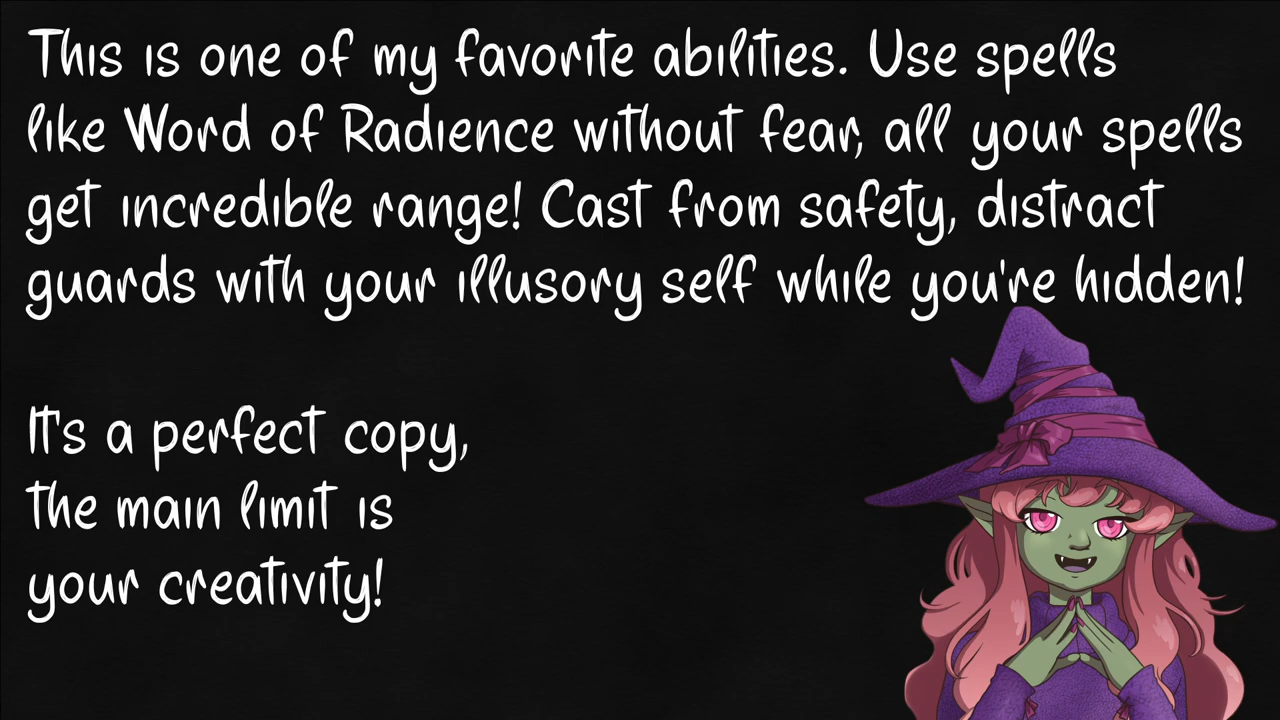 This is one of my favorite abilities. Use spells
like Word of Radience without fear, all your spells
get incredible range! Cast from safety, distract
guards with your illusory self while you're hidden!
It's a perfect copy,
the main limit is
your creativity!